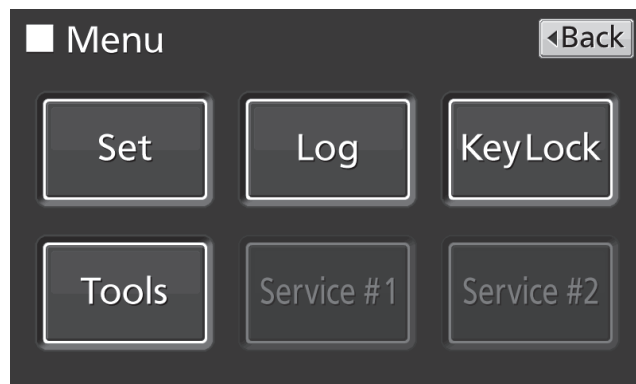 Menu
Back
Set
Log
KeyLock
Tools
Service #1
Service #2